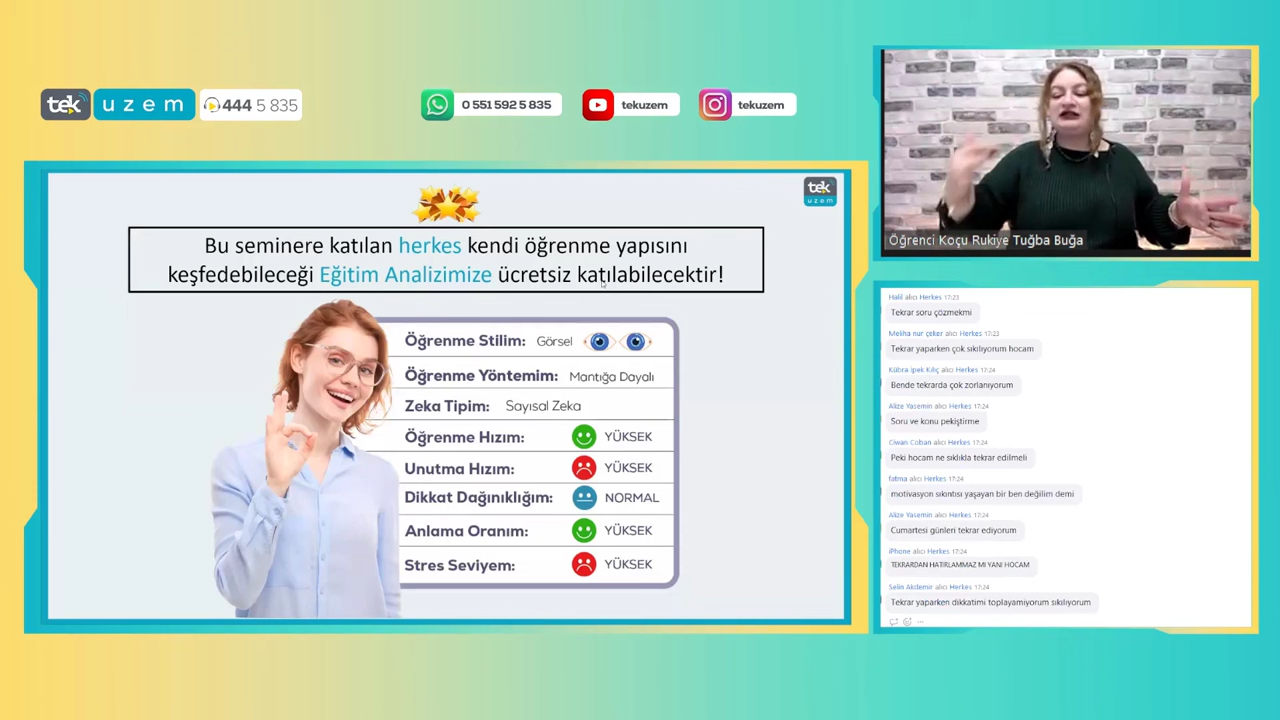 tek
uzem
444 5 835
0 551 592 5 835
tekuzem
tekuzem
tek
uzem
Bu seminere katılan herkes kendi öğrenme yapısını
keşfedebileceği Eğitim Analizimize ücretsiz katılabilecektir!
Öğrenme Stilim: Görsel
Öğrenme Yöntemim: Mantığa Dayalı
Zeka Tipim: Sayısal Zeka
Öğrenme Hızım: YÜKSEK
Unutma Hızım: YÜKSEK
Dikkat Dağınıklığım: NORMAL
Anlama Oranım: YÜKSEK
Stres Seviyem: YÜKSEK
Öğrenci Koçu Rukiye Tuğba Buğa
Halil alıcı Herkes 17:23
Tekrar soru çözmekmi
Meliha nur çeker alıcı Herkes 17:23
Tekrar yaparken çok sıkılıyorum hocam
Kübra İpek Kılıç alıcı Herkes 17:24
Bende tekrarda çok zorlanıyorum
Alize Yasemin alıcı Herkes 17:24
Soru ve konu pekiştirme
Ciwan Coban alıcı Herkes 17:24
Peki hocam ne sıklıkla tekrar edilmeli
fatma alıcı Herkes 17:24
motivasyon sıkıntısı yaşayan bir ben değilim demi
Alize Yasemin alıcı Herkes 17:24
Cumartesi günleri tekrar ediyorum
iPhone alıcı Herkes 17:24
TEKRARDAN HATIRLAMMAZ MI YANI HOCAM
Selin Akdemir alıcı Herkes 17:24
Tekrar yaparken dikkatimi toplayamıyorum sıkılıyorum